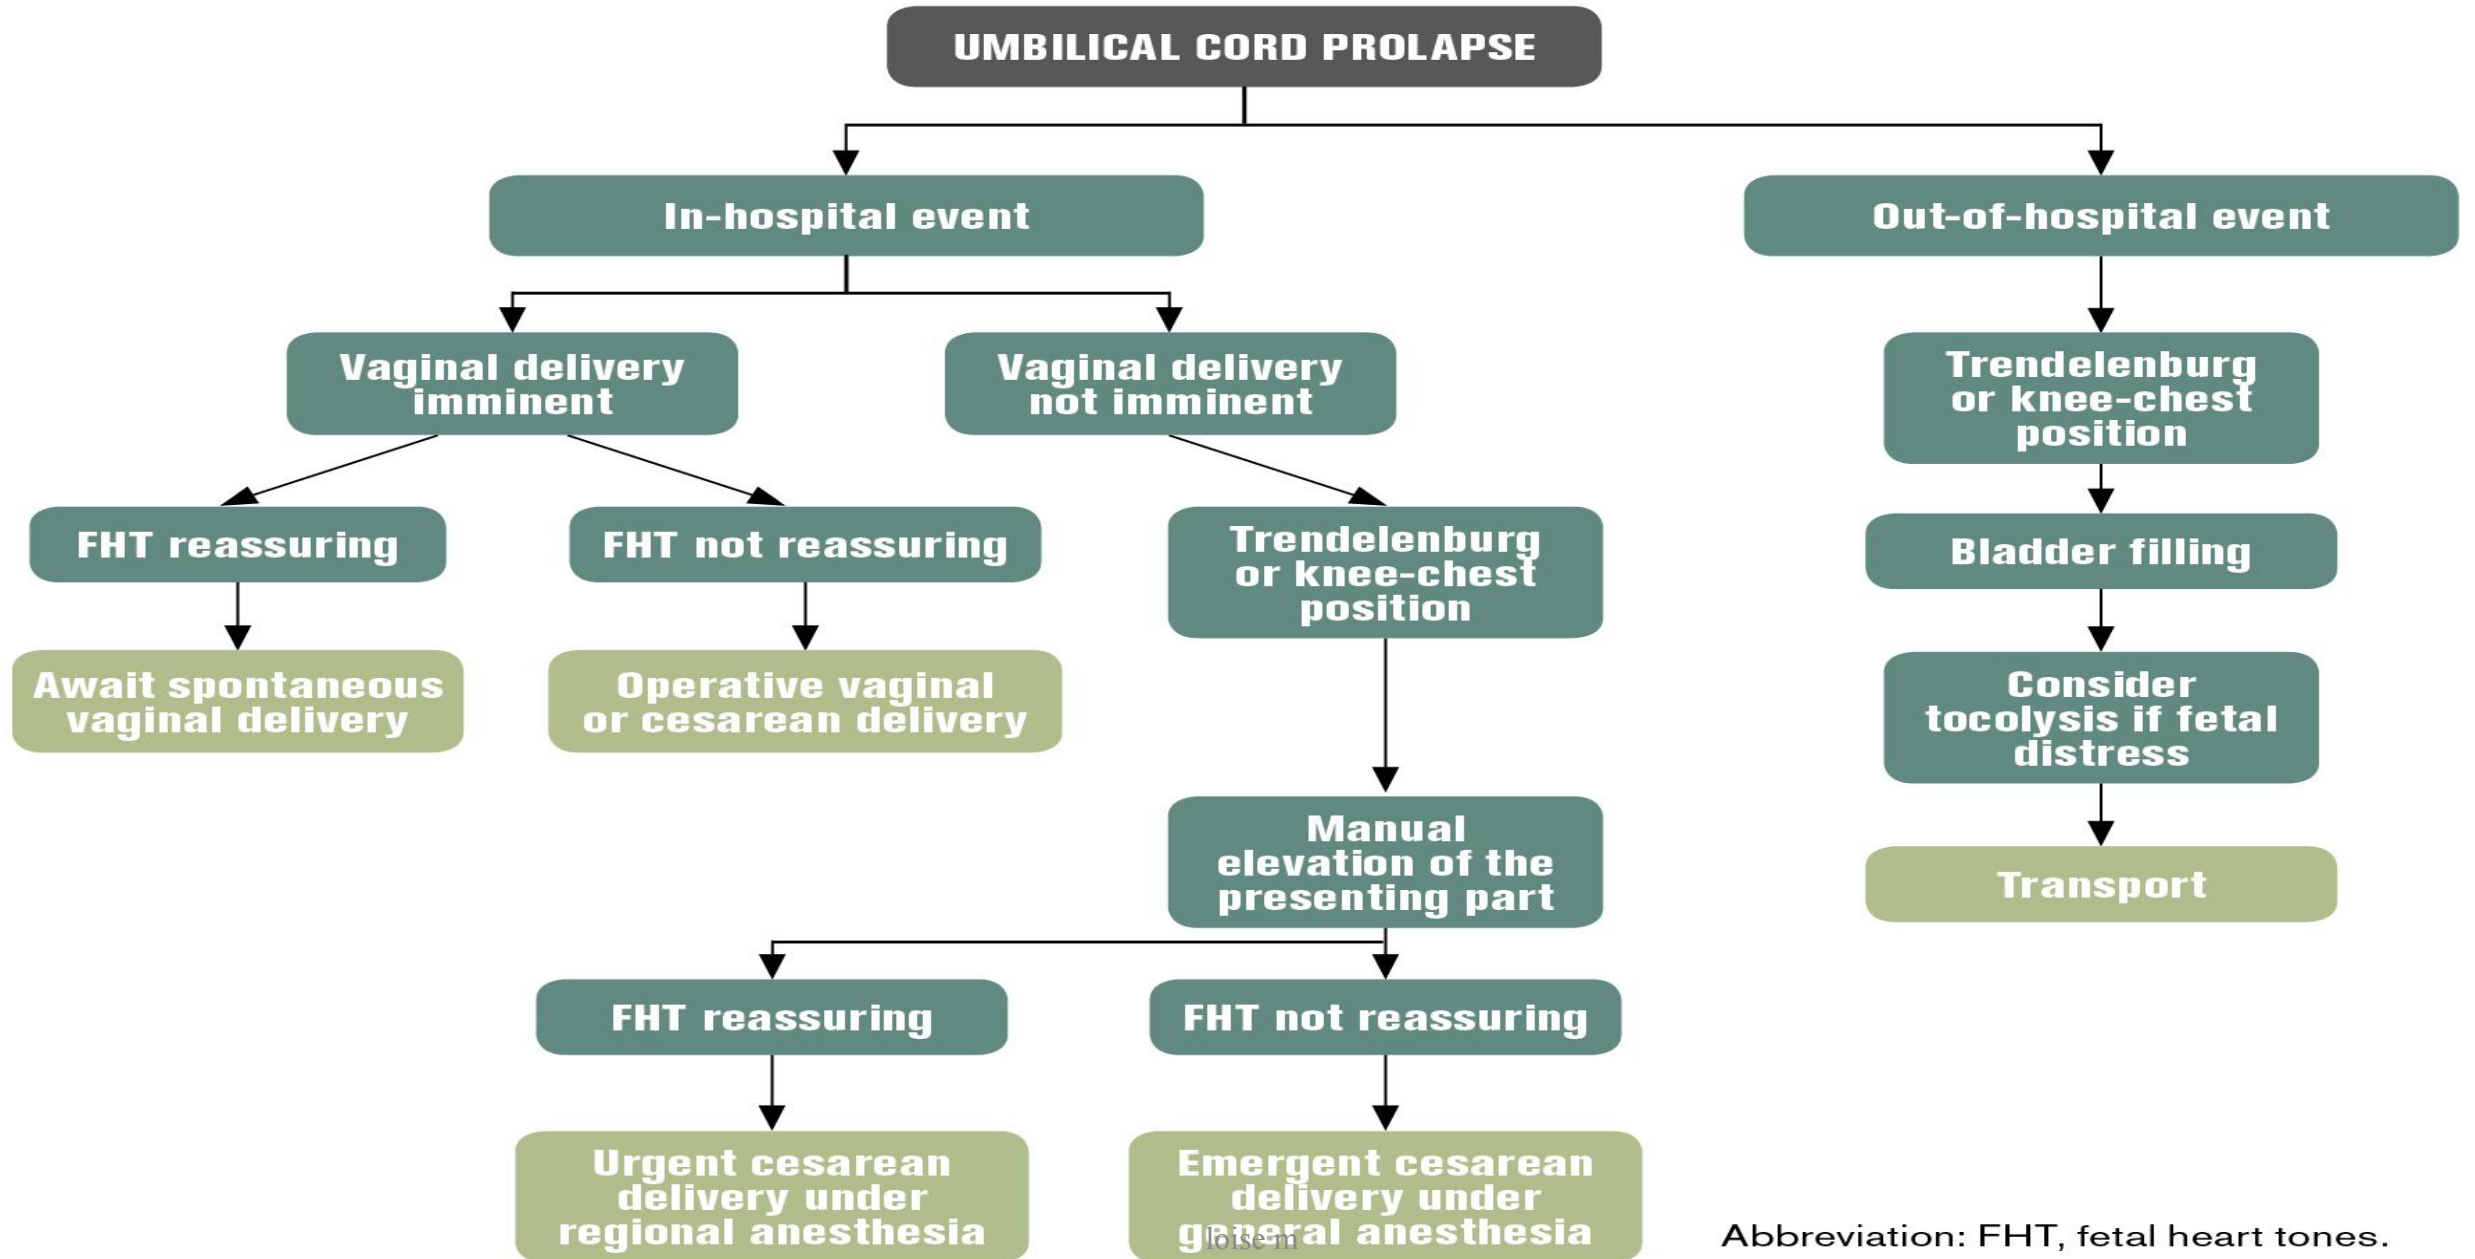 UMBILICAL CORD PROLAPSE
In-hospital event
Out-of-hospital event
Vaginal delivery
imminent
Vaginal delivery
not imminent
Trendelenburg
or knee-chest
position
FHT reassuring
FHT not reassuring
Trendelenburg
or knee-chest
position
Bladder filling
Await spontaneous
vaginal delivery
Operative vaginal
or cesarean delivery
Consider
tocolysis if fetal
distress
Manual
elevation of the
presenting part
Transport
FHT reassuring
FHT not reassuring
Urgent cesarean
delivery under
regional anesthesia
Emergent cesarean
delivery under
general anesthesia
loise m
Abbreviation: FHT, fetal heart tones.